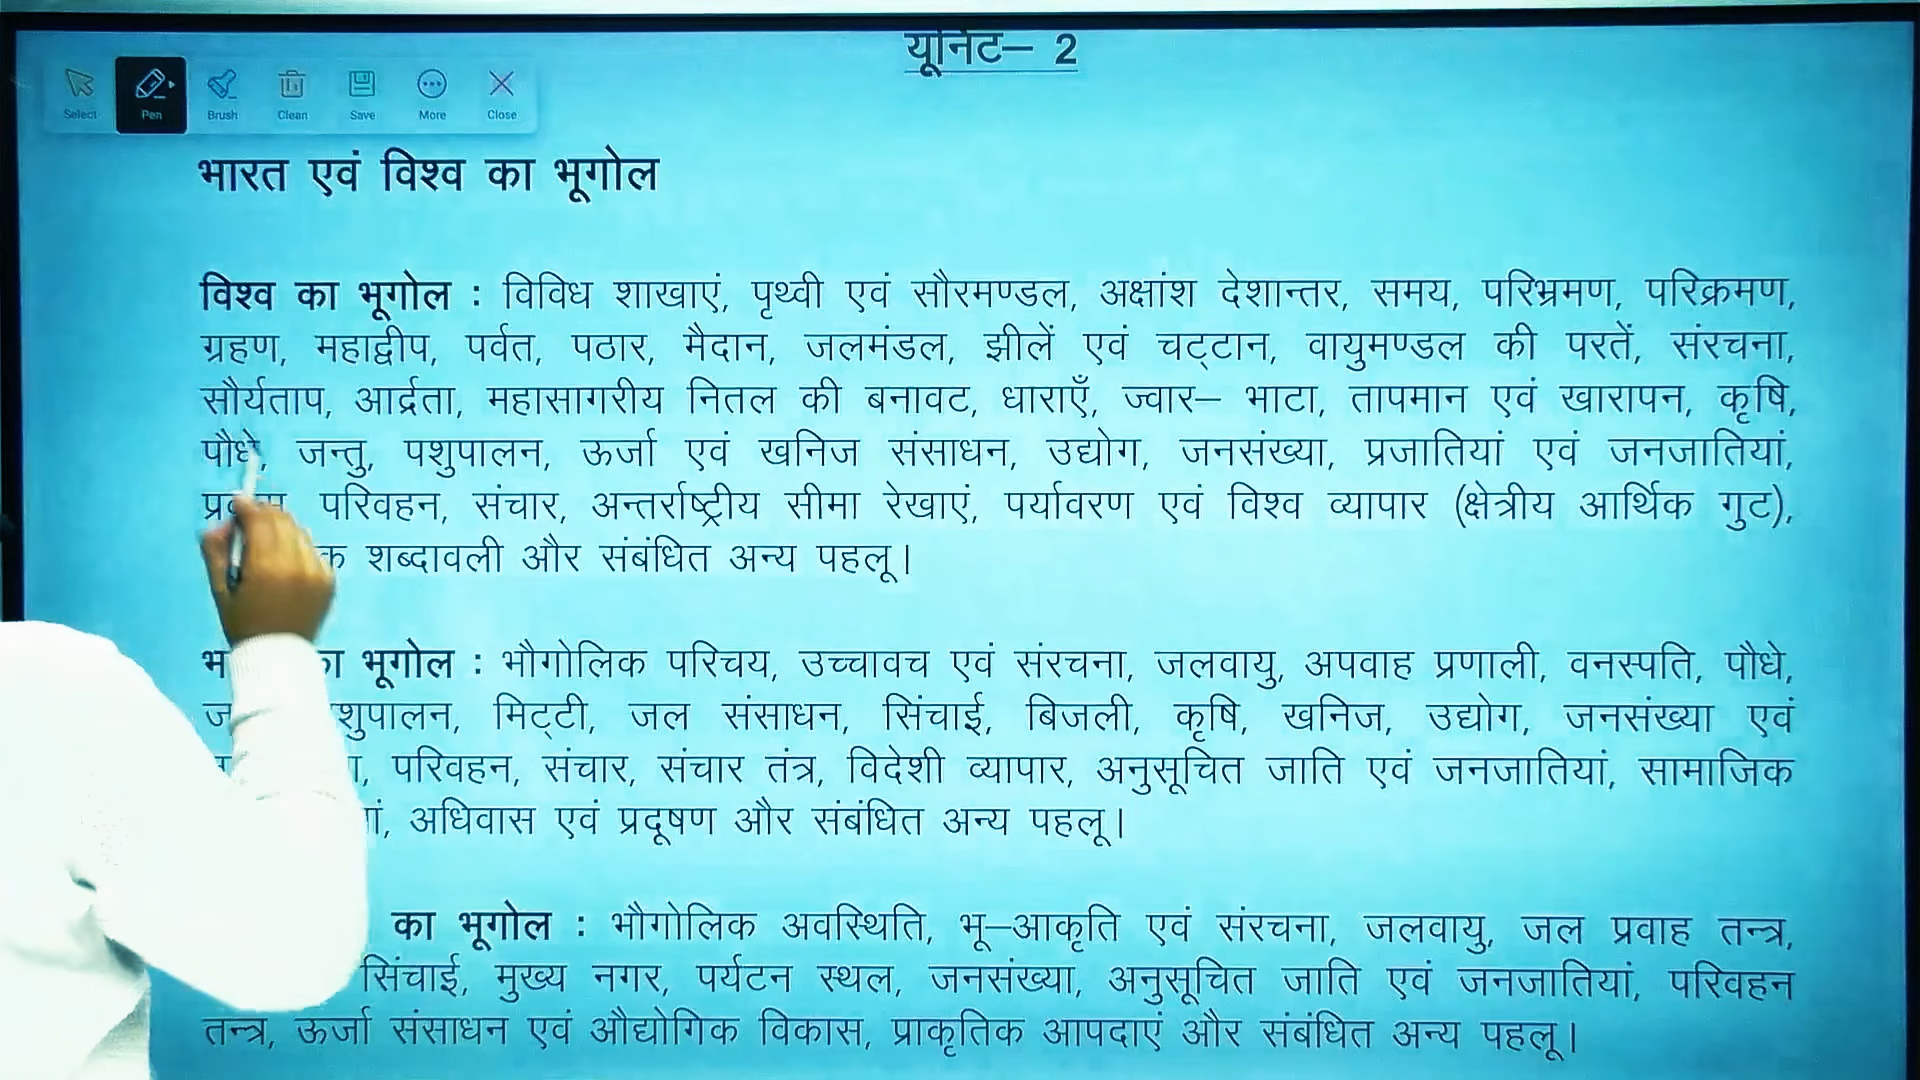 यूनिट– 2
Select Pen Brush Clean Save More Close
भारत एवं विश्व का भूगोल
विश्व का भूगोल : विविध शाखाएं, पृथ्वी एवं सौरमण्डल, अक्षांश देशान्तर, समय, परिभ्रमण, परिक्रमण,
ग्रहण, महाद्वीप, पर्वत, पठार, मैदान, जलमंडल, झीलें एवं चट्टान, वायुमण्डल की परतें, संरचना,
सौर्यताप, आर्द्रता, महासागरीय नितल की बनावट, धाराएँ, ज्वार– भाटा, तापमान एवं खारापन, कृषि,
पौधे, जन्तु, पशुपालन, ऊर्जा एवं खनिज संसाधन, उद्योग, जनसंख्या, प्रजातियां एवं जनजातियां,
परिवहन, संचार, अन्तर्राष्ट्रीय सीमा रेखाएं, पर्यावरण एवं विश्व व्यापार (क्षेत्रीय आर्थिक गुट),
शब्दावली और संबंधित अन्य पहलू।
भूगोल : भौगोलिक परिचय, उच्चावच एवं संरचना, जलवायु, अपवाह प्रणाली, वनस्पति, पौधे,
मिट्टी, जल संसाधन, सिंचाई, बिजली, कृषि, खनिज, उद्योग, जनसंख्या एवं
परिवहन, संचार, संचार तंत्र, विदेशी व्यापार, अनुसूचित जाति एवं जनजातियां, सामाजिक
अधिवास एवं प्रदूषण और संबंधित अन्य पहलू।
का भूगोल : भौगोलिक अवस्थिति, भू–आकृति एवं संरचना, जलवायु, जल प्रवाह तन्त्र,
सिंचाई, मुख्य नगर, पर्यटन स्थल, जनसंख्या, अनुसूचित जाति एवं जनजातियां, परिवहन
तन्त्र, ऊर्जा संसाधन एवं औद्योगिक विकास, प्राकृतिक आपदाएं और संबंधित अन्य पहलू।